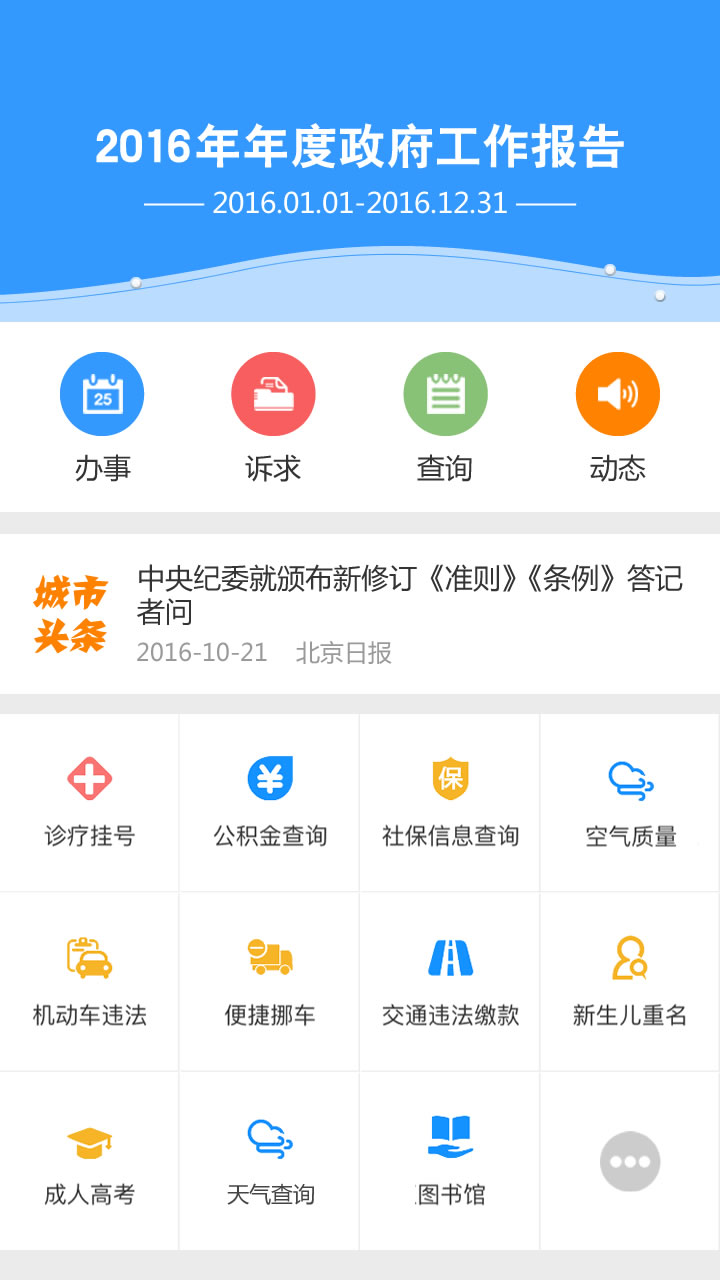 2016年年度政府工作报告
2016.01.01-2016.12.31
25
办事 诉求 查询 动态
城市
头条
中央纪委就颁布新修订《准则》《条例》答记
者问
2016-10-21 北京日报
¥ 保
诊疗挂号 公积金查询 社保信息查询 空气质量
机动车违法 便捷挪车 交通违法缴款 新生儿重名
成人高考 天气查询 图书馆